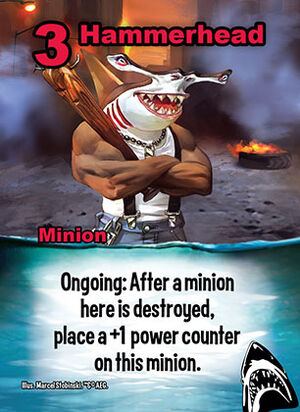 3 Hammerhead
Minion
Ongoing: After a minion
here is destroyed,
place a +1 power counter
on this minion.
Illus. Marcel Stobinski. ™&© AEG.